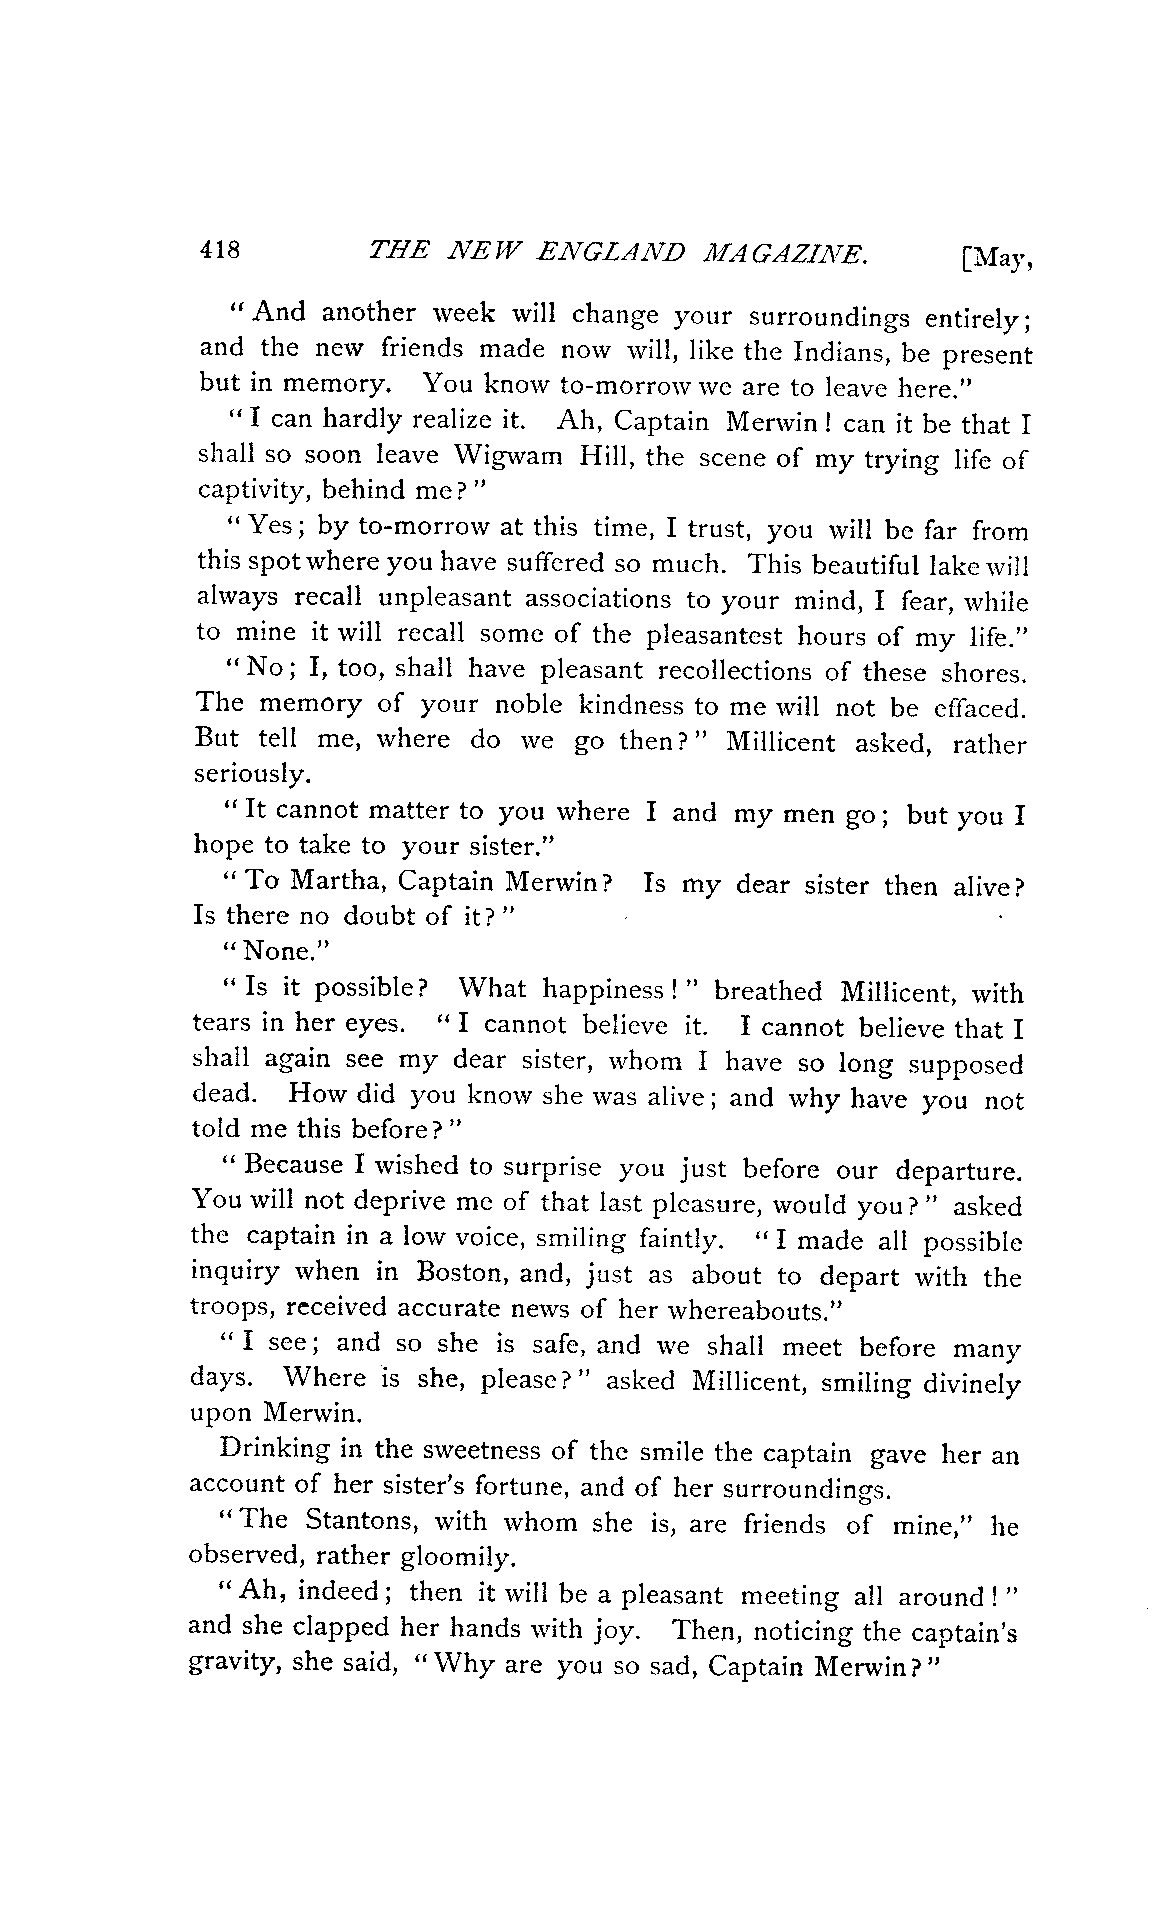 418 THE NEW ENGLAND MAGAZINE. [May,
“And another week will change your surroundings entirely;
and the new friends made now will, like the Indians, be present
but in memory. You know to-morrow we are to leave here.”
“I can hardly realize it. Ah, Captain Merwin! can it be that I
shall so soon leave Wigwam Hill, the scene of my trying life of
captivity, behind me?”
“Yes; by to-morrow at this time, I trust, you will be far from
this spot where you have suffered so much. This beautiful lake will
always recall unpleasant associations to your mind, I fear, while
to mine it will recall some of the pleasantest hours of my life.”
“No; I, too, shall have pleasant recollections of these shores.
The memory of your noble kindness to me will not be effaced.
But tell me, where do we go then?” Millicent asked, rather
seriously.
“It cannot matter to you where I and my men go; but you I
hope to take to your sister.”
“To Martha, Captain Merwin? Is my dear sister then alive?
Is there no doubt of it?”
“None.”
“Is it possible? What happiness!” breathed Millicent, with
tears in her eyes. “I cannot believe it. I cannot believe that I
shall again see my dear sister, whom I have so long supposed
dead. How did you know she was alive; and why have you not
told me this before?”
“Because I wished to surprise you just before our departure.
You will not deprive me of that last pleasure, would you?” asked
the captain in a low voice, smiling faintly. “I made all possible
inquiry when in Boston, and, just as about to depart with the
troops, received accurate news of her whereabouts.”
“I see; and so she is safe, and we shall meet before many
days. Where is she, please?” asked Millicent, smiling divinely
upon Merwin.
Drinking in the sweetness of the smile the captain gave her an
account of her sister’s fortune, and of her surroundings.
“The Stantons, with whom she is, are friends of mine,” he
observed, rather gloomily.
“Ah, indeed; then it will be a pleasant meeting all around!”
and she clapped her hands with joy. Then, noticing the captain’s
gravity, she said, “Why are you so sad, Captain Merwin?”